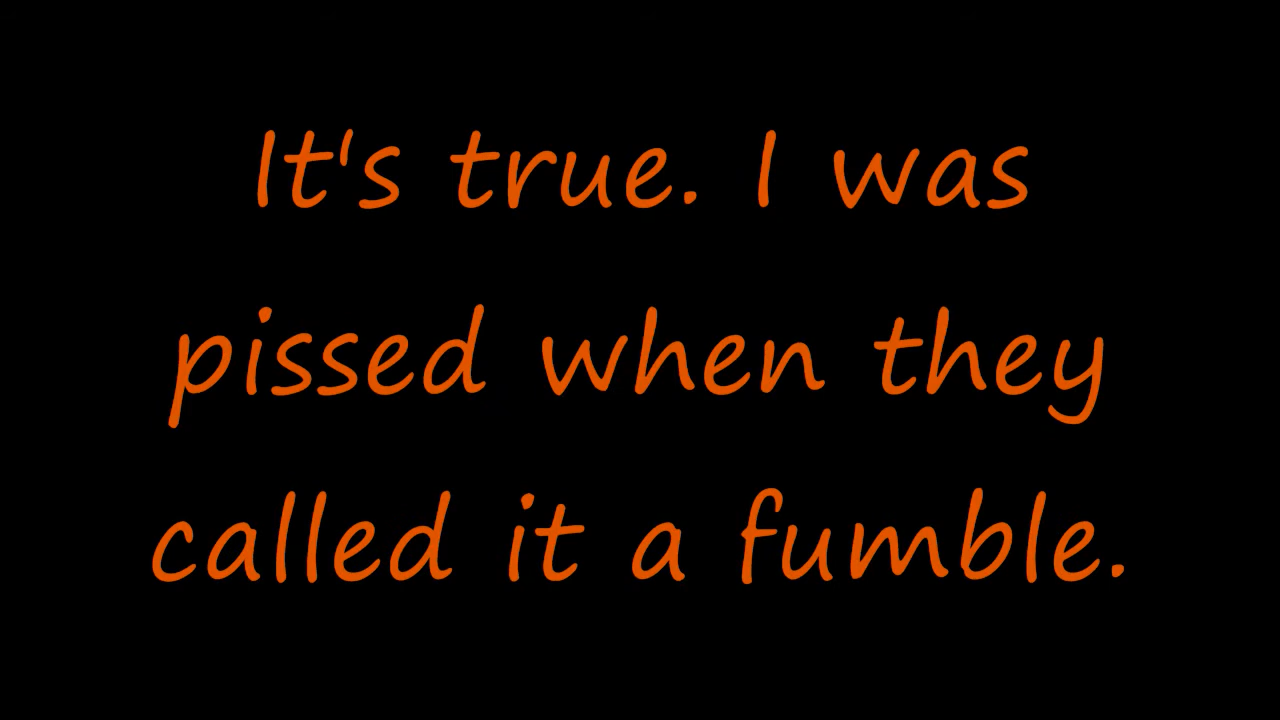 It's true. I was
pissed when they
called it a fumble.